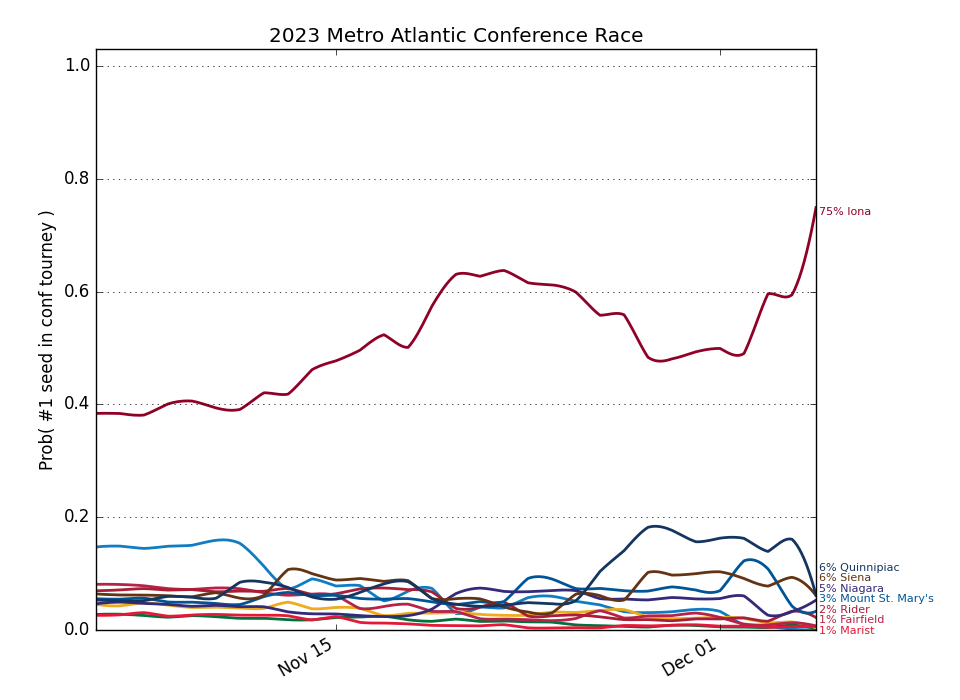 2023 Metro Atlantic Conference Race
1.0
0.8
0.6
0.4
0.2
0.0
Prob( #1 seed in conf tourney )
75% Iona
6% Quinnipiac
6% Siena
5% Niagara
3% Mount St. Mary's
2% Rider
1% Fairfield
1% Marist
Nov 15
Dec 01